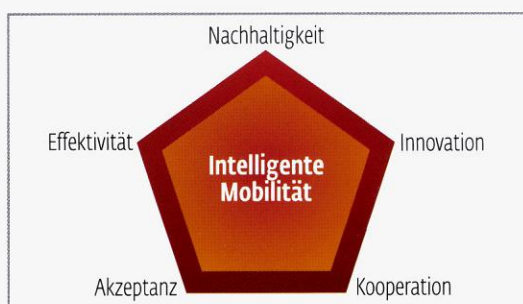 Nachhaltigkeit
Effektivität
Innovation
Intelligente
Mobilität
Akzeptanz
Kooperation